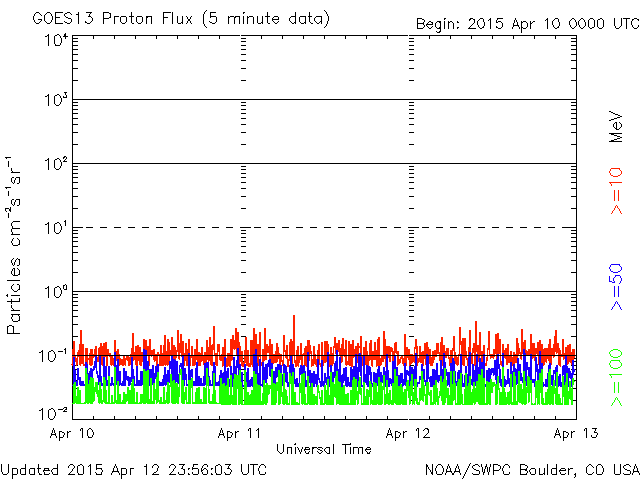 GOES13 Proton Flux (5 minute data)
Begin: 2015 Apr 10 0000 UTC
Particles cm⁻²s⁻¹sr⁻¹
10⁴
10³
10²
10¹
10⁰
10⁻¹
10⁻²
Apr 10 Apr 11 Apr 12 Apr 13
Universal Time
MeV
>=10
>=50
>=100
Updated 2015 Apr 12 23:56:03 UTC
NOAA/SWPC Boulder, CO USA